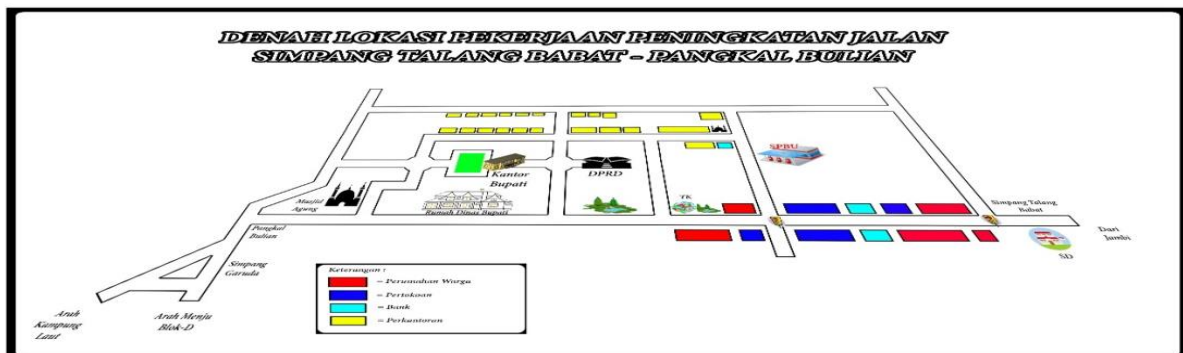 DENAH LOKASI PEKERJAAN PENINGKATAN JALAN
SIMPANG TALANG BABAT - PANGKAL BULIAN
SPBU
Kantor
Bupati
DPRD
Masjid
Agung
Rumah Dinas Bupati
TK
Simpang Talang
Babat
Pangkal
Bulian
Dari
Jambi
SD
Simpang
Garuda
Keterangan :
= Perumahan Warga
= Pertokoan
= Bank
= Perkantoran
Arah
Kampung
Laut
Arah Menju
Blok-D